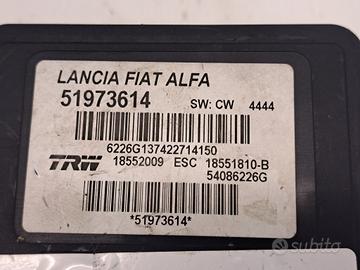 LANCIA FIAT ALFA
51973614 SW: CW 4444
6226G137422714150
TRW 18552009 ESC 18551810-B
54086226G
*51973614*
subito